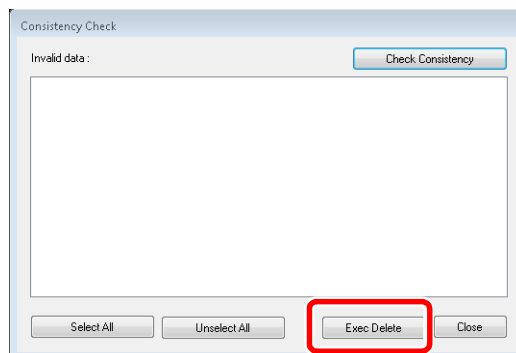 Consistency Check
Invalid data :
Check Consistency
Select All
Unselect All
Exec Delete
Close